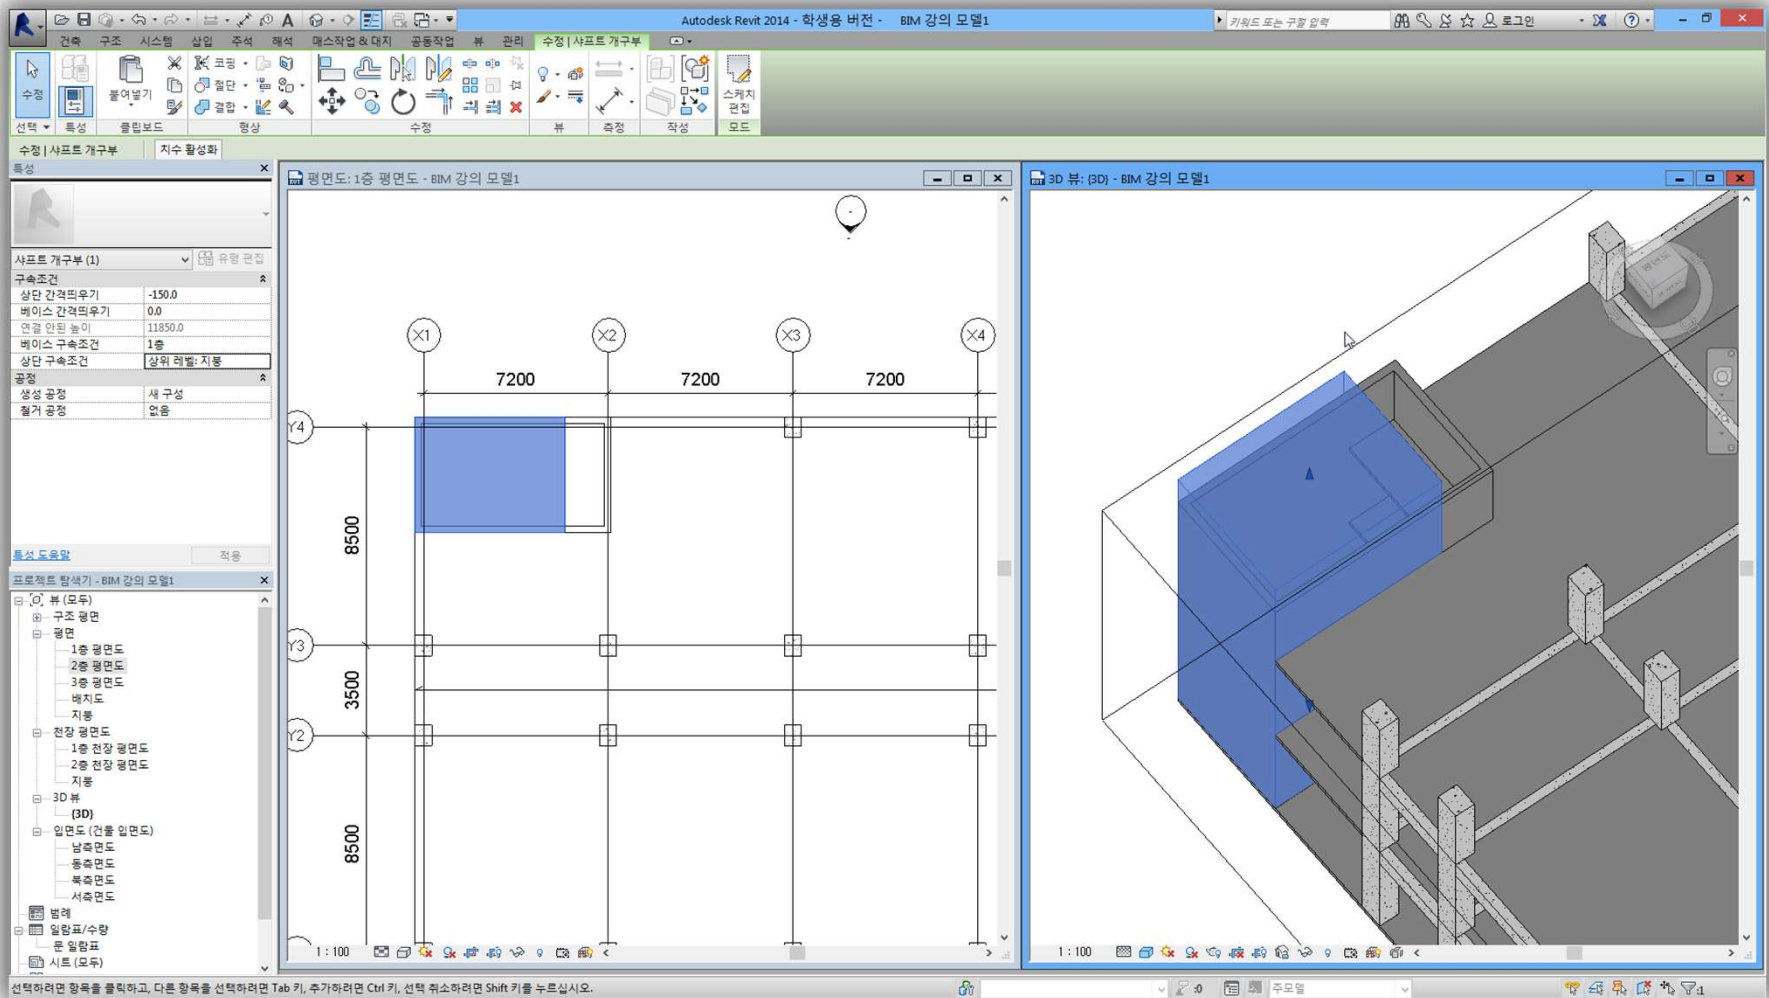 Autodesk Revit 2014 - 학생용 버전 - BIM 강의 모델1
키워드 또는 구절 입력
로그인
건축 구조 시스템 삽입 주석 해석 매스작업 & 대지 공동작업 뷰 관리 수정 | 샤프트 개구부
수정
붙여넣기
코핑
절단
결합
스케치
편집
선택 특성 클립보드 형상 수정 뷰 측정 작성 모드
수정 | 샤프트 개구부 치수 활성화
특성
샤프트 개구부 (1) 유형 편집
구속조건
상단 간격띄우기 -150.0
베이스 간격띄우기 0.0
연결 안된 높이 11850.0
베이스 구속조건 1층
상단 구속조건 상위 레벨: 지붕
공정
생성 공정 새 구성
철거 공정 없음
특성 도움말 적용
프로젝트 탐색기 - BIM 강의 모델1
뷰 (모두)
구조 평면
평면
1층 평면도
2층 평면도
3층 평면도
배치도
지붕
천장 평면도
1층 천장 평면도
2층 천장 평면도
지붕
3D 뷰
{3D}
입면도 (건물 입면도)
남측면도
동측면도
북측면도
서측면도
범례
일람표/수량
문 일람표
시트 (모두)
평면도: 1층 평면도 - BIM 강의 모델1
X1 X2 X3 X4
7200 7200 7200
Y4
8500
Y3
3500
Y2
8500
1 : 100
3D 뷰: {3D} - BIM 강의 모델1
평면도
1 : 100
선택하려면 항목을 클릭하고, 다른 항목을 선택하려면 Tab 키, 추가하려면 Ctrl 키, 선택 취소하려면 Shift 키를 누르십시오.
:0
주모델
:1